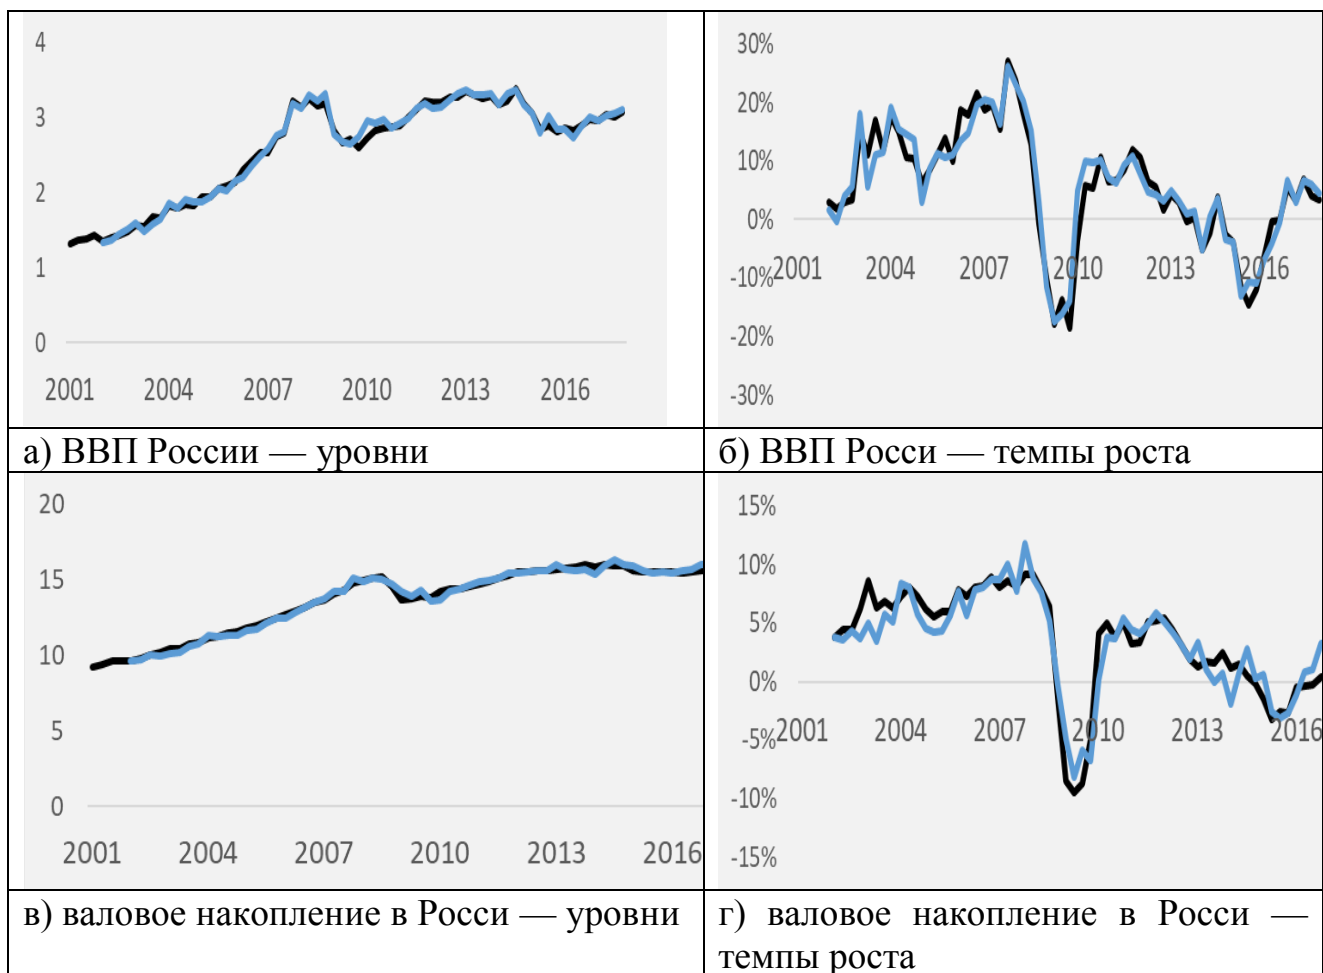 4
3
2
1
0
2001 2004 2007 2010 2013 2016
а) ВВП России — уровни
30%
20%
10%
0%
-10%
2001 2004 2007 2010 2013 2016
-20%
-30%
б) ВВП Росси — темпы роста
20
15
10
5
0
2001 2004 2007 2010 2013 2016
в) валовое накопление в Росси — уровни
15%
10%
5%
0%
-5%
2001 2004 2007 2010 2013 2016
-10%
-15%
г) валовое накопление в Росси —
темпы роста